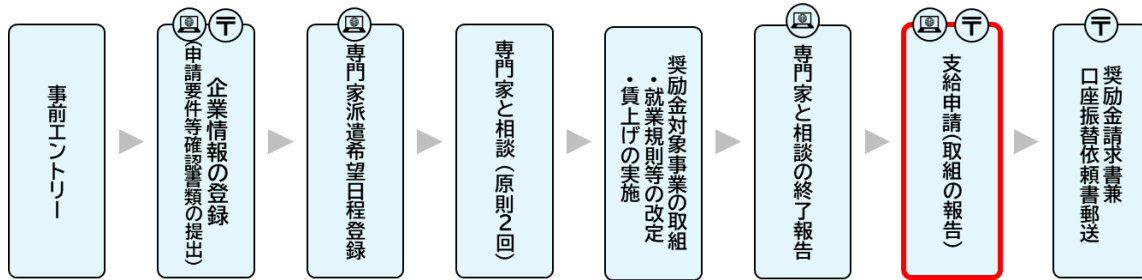 事前エントリー
〒
企業情報の登録
(申請要件等確認書類の提出)
専門家派遣希望日程登録
専門家と相談(原則2回)
奨励金対象事業の取組
・就業規則等の改定
・賃上げの実施
専門家と相談の終了報告
〒
支給申請(取組の報告)
〒
奨励金請求書兼
口座振替依頼書郵送